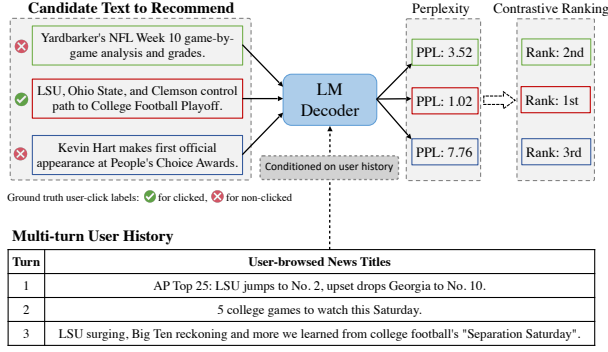 Candidate Text to Recommend
Perplexity
Contrastive Ranking
Yardbarker's NFL Week 10 game-by-
game analysis and grades.
LSU, Ohio State, and Clemson control
path to College Football Playoff.
Kevin Hart makes first official
appearance at People's Choice Awards.
LM
Decoder
PPL: 3.52
PPL: 1.02
PPL: 7.76
Rank: 2nd
Rank: 1st
Rank: 3rd
Conditioned on user history
Ground truth user-click labels: for clicked, for non-clicked
Multi-turn User History
Turn User-browsed News Titles
1 AP Top 25: LSU jumps to No. 2, upset drops Georgia to No. 10.
2 5 college games to watch this Saturday.
3 LSU surging, Big Ten reckoning and more we learned from college football's "Separation Saturday".